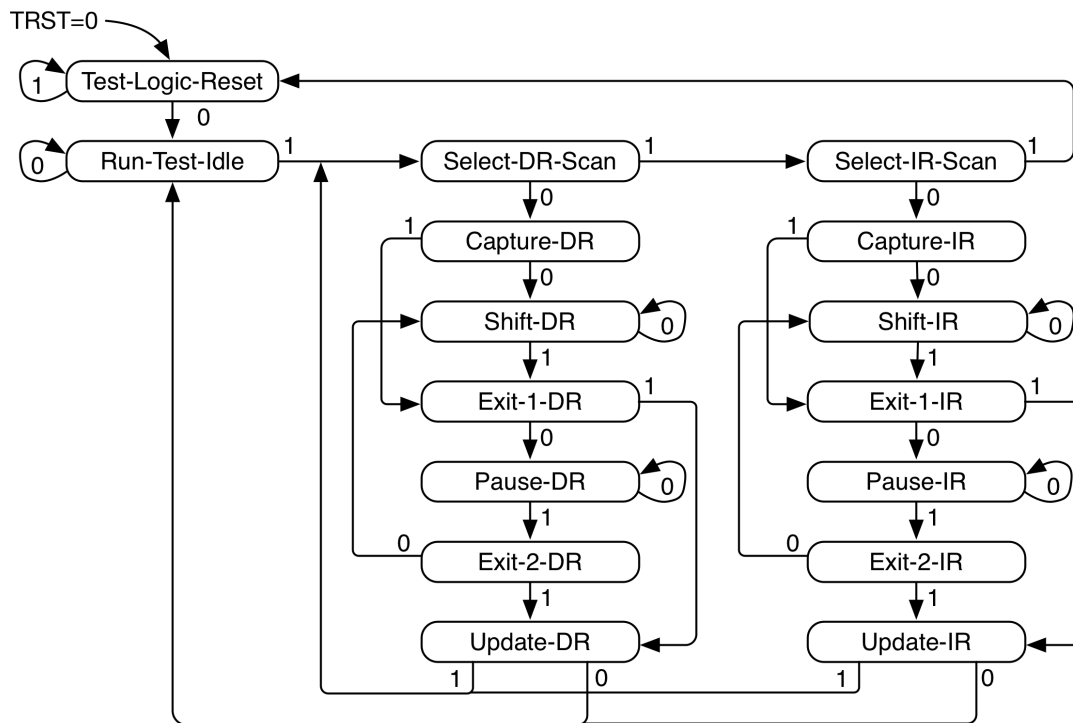 TRST=0
1 Test-Logic-Reset
0
0 Run-Test-Idle 1 Select-DR-Scan 1 Select-IR-Scan 1
0 0
1 Capture-DR 1 Capture-IR
0 0
Shift-DR 0 Shift-IR 0
1 1
Exit-1-DR 1 Exit-1-IR 1
0 0
Pause-DR 0 Pause-IR 0
1 1
0 Exit-2-DR 0 Exit-2-IR
1 1
Update-DR Update-IR
1 0 1 0